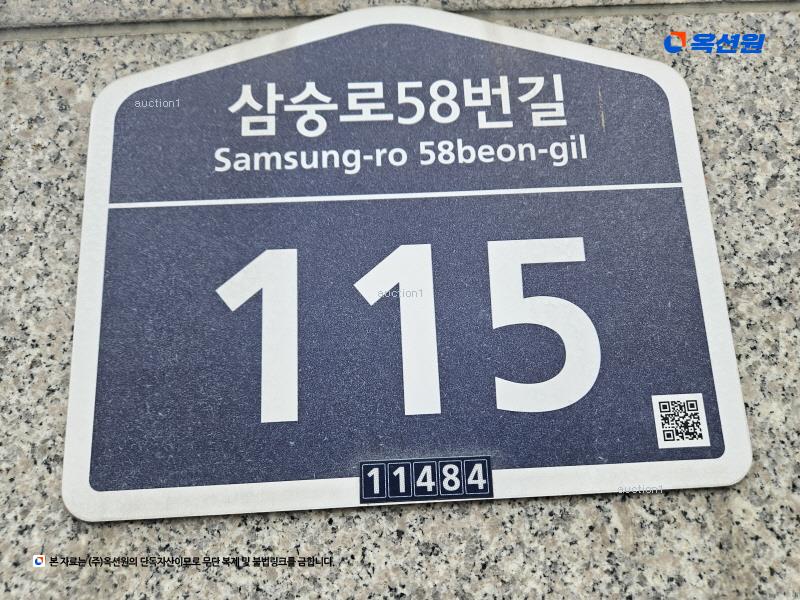 옥션원
auction1
삼숭로58번길
Samsung-ro 58beon-gil
115
auction1
11484
auction1
본 자료는 (주)옥션원의 단독자산이므로 무단 복제 및 불법링크를 금합니다.